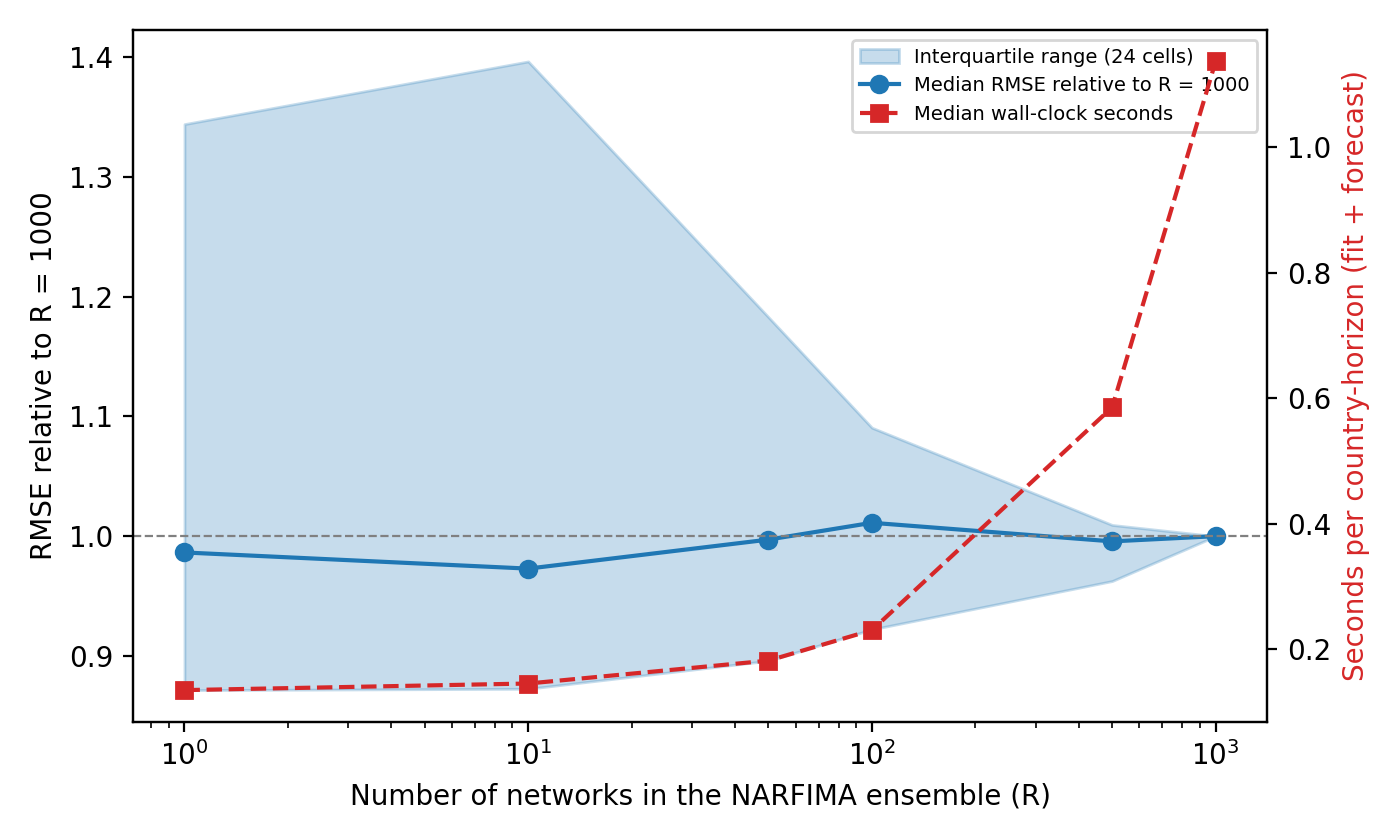 Interquartile range (24 cells)
Median RMSE relative to R = 1000
Median wall-clock seconds
RMSE relative to R = 1000
1.4
1.3
1.2
1.1
1.0
0.9
1.0
0.8
0.6
0.4
0.2
Seconds per country-horizon (fit + forecast)
10⁰
10¹
10²
10³
Number of networks in the NARFIMA ensemble (R)